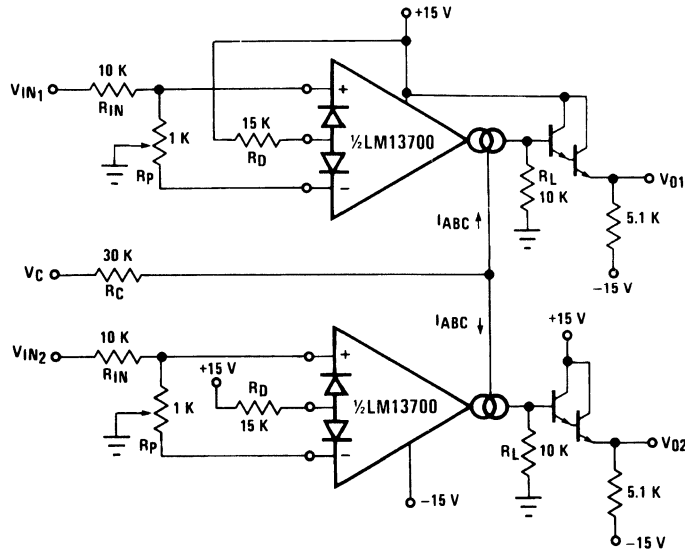 +15 V
10 K
VIN1
RIN
+
1 K
15 K
RD
½LM13700
RP
−
RL
10 K
VO1
5.1 K
IABC
−15 V
30 K
VC
RC
IABC
+15 V
10 K
VIN2
RIN
+15 V
+
RD
1 K
15 K
½LM13700
RP
−
RL
10 K
VO2
−15 V
5.1 K
−15 V